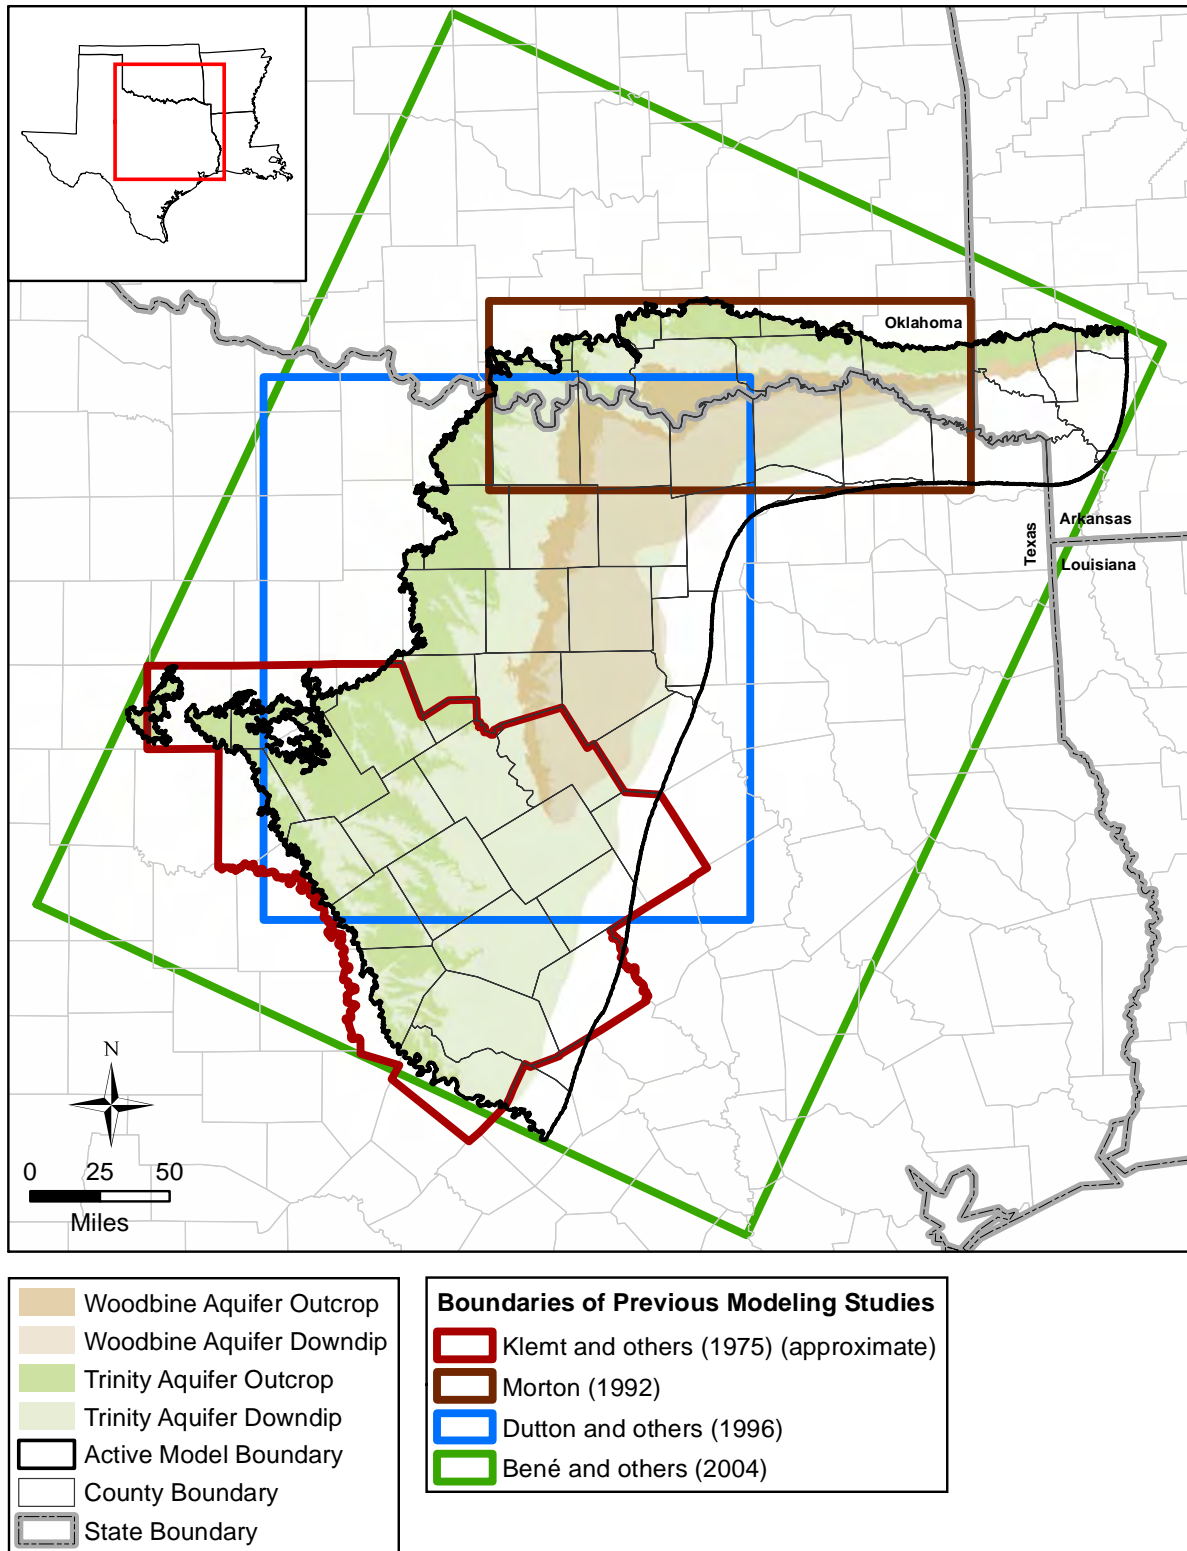 Oklahoma
Arkansas
Texas
Louisiana
N
0 25 50
Miles
Woodbine Aquifer Outcrop
Woodbine Aquifer Downdip
Trinity Aquifer Outcrop
Trinity Aquifer Downdip
Active Model Boundary
County Boundary
State Boundary
Boundaries of Previous Modeling Studies
Klemt and others (1975) (approximate)
Morton (1992)
Dutton and others (1996)
Bené and others (2004)